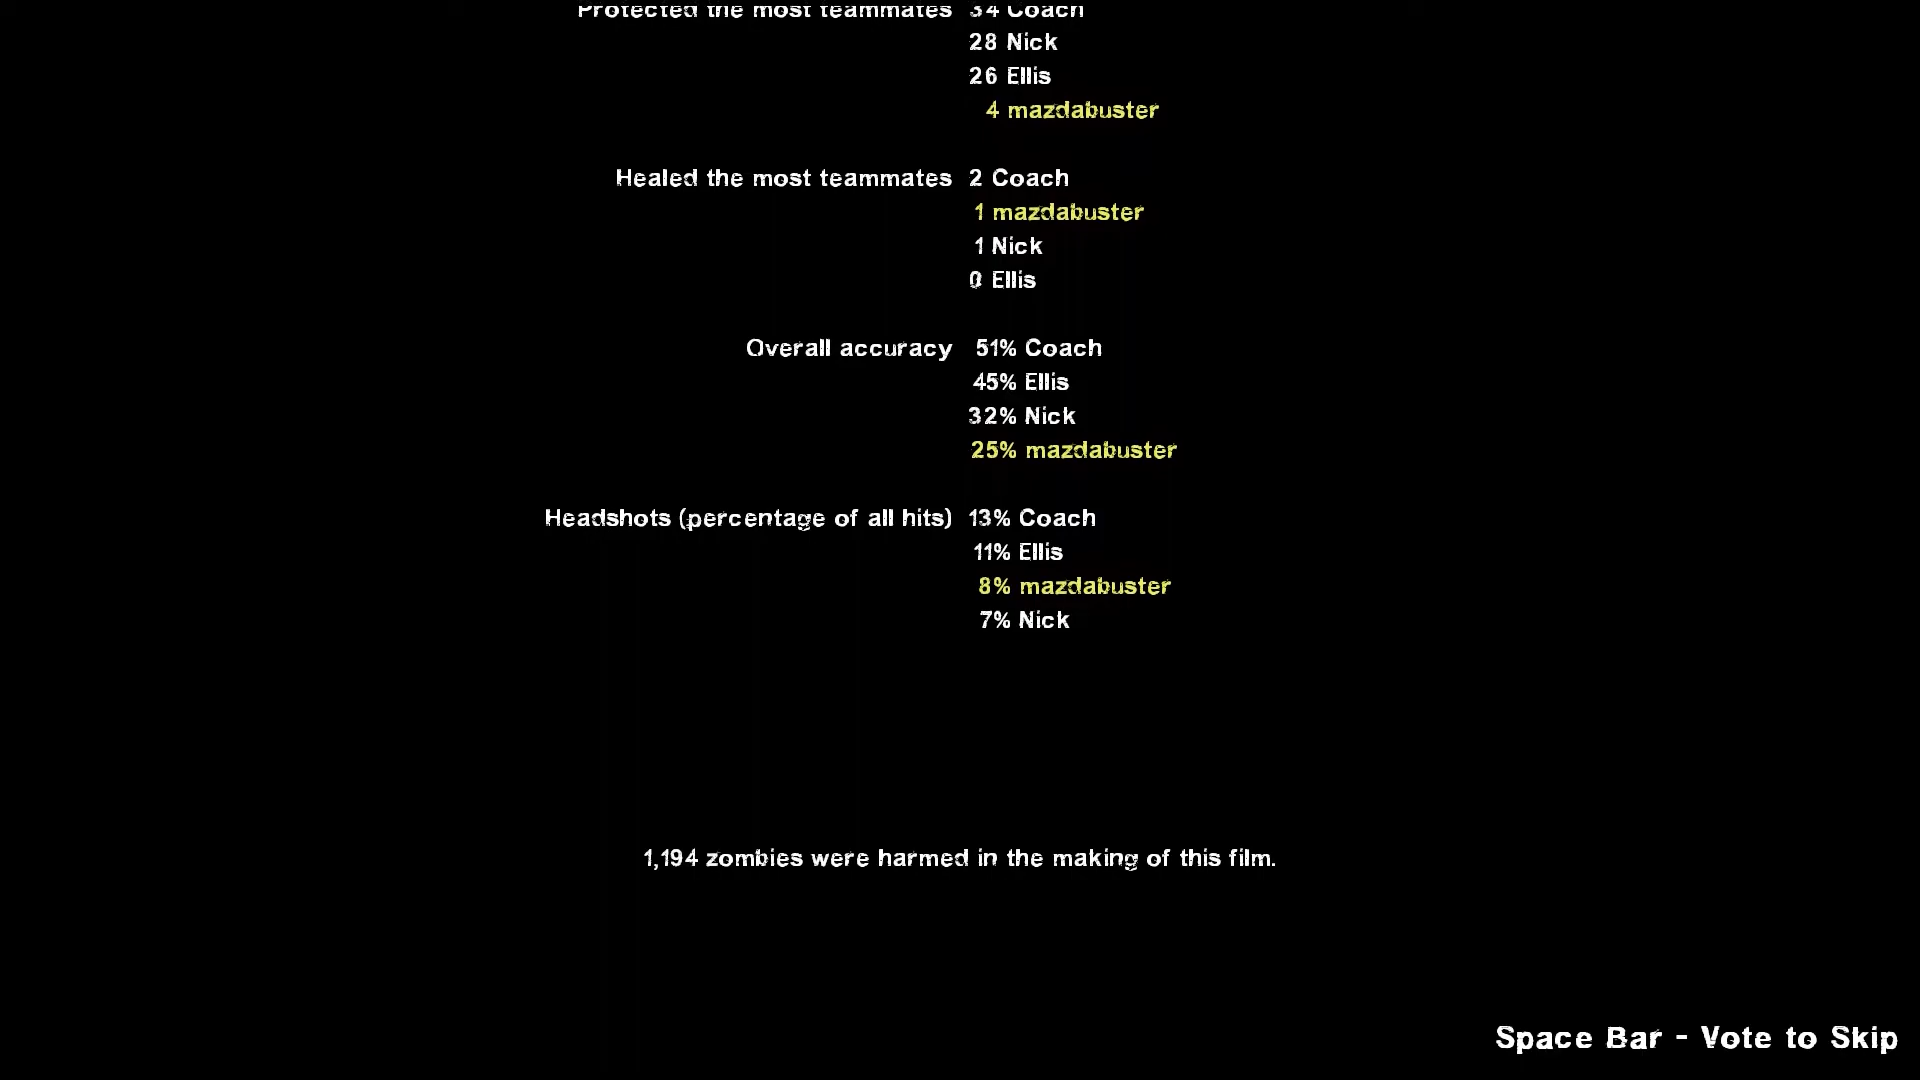 Protected the most teammates 34 Coach
28 Nick
26 Ellis
4 mazdabuster
Healed the most teammates 2 Coach
1 mazdabuster
1 Nick
0 Ellis
Overall accuracy 51% Coach
45% Ellis
32% Nick
25% mazdabuster
Headshots (percentage of all hits) 13% Coach
11% Ellis
8% mazdabuster
7% Nick
1,194 zombies were harmed in the making of this film.
Space Bar - Vote to Skip